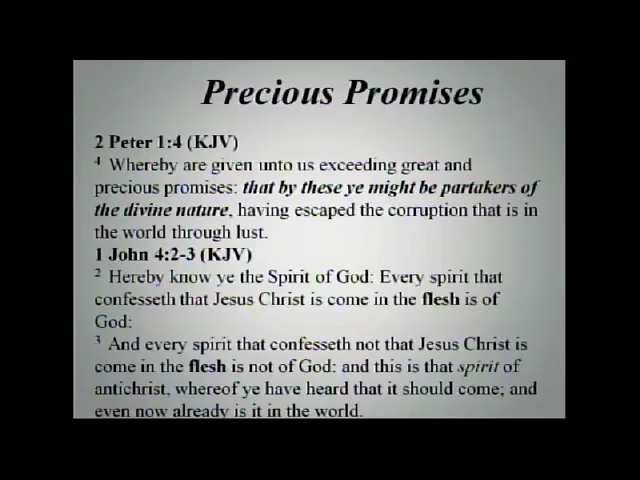 Precious Promises
2 Peter 1:4 (KJV)
4 Whereby are given unto us exceeding great and
precious promises: that by these ye might be partakers of
the divine nature, having escaped the corruption that is in
the world through lust.
1 John 4:2-3 (KJV)
2 Hereby know ye the Spirit of God: Every spirit that
confesseth that Jesus Christ is come in the flesh is of
God:
3 And every spirit that confesseth not that Jesus Christ is
come in the flesh is not of God: and this is that spirit of
antichrist, whereof ye have heard that it should come; and
even now already is it in the world.